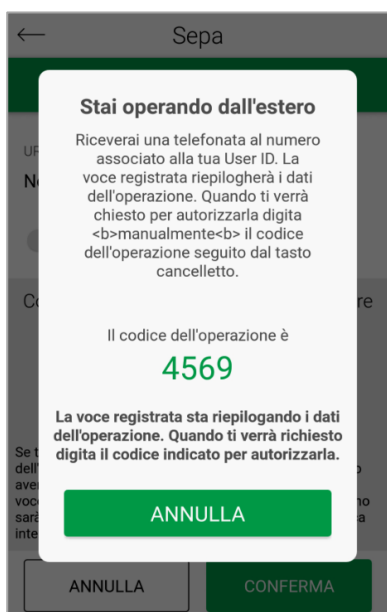 Sepa
Stai operando dall'estero
Riceverai una telefonata al numero
associato alla tua User ID. La
voce registrata riepilogherà i dati
dell'operazione. Quando ti verrà
chiesto per autorizzarla digita
<b>manualmente<b> il codice
dell'operazione seguito dal tasto
cancelletto.
Il codice dell'operazione è
4569
La voce registrata sta riepilogando i dati
dell'operazione. Quando ti verrà richiesto
digita il codice indicato per autorizzarla.
ANNULLA
ANNULLA
CONFERMA